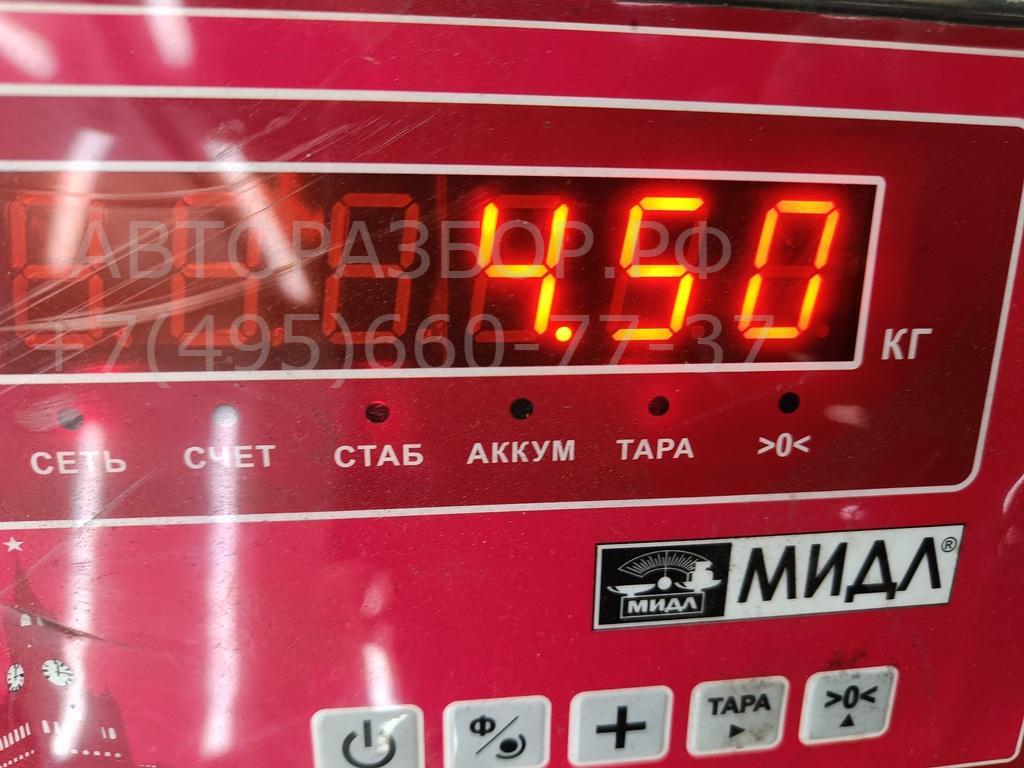 4.50
КГ
АВТОРАЗБОР.РФ
+7(495)660-77-37
СЕТЬ СЧЕТ СТАБ АККУМ ТАРА >0<
МИДЛ МИДЛ®
Ф ТАРА >0<